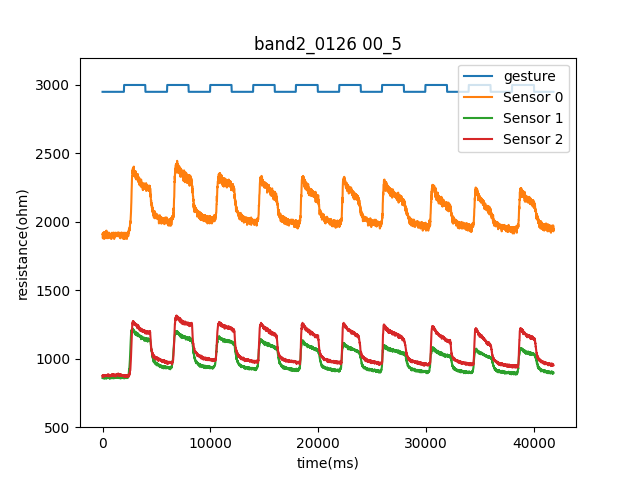 band2_0126 00_5
gesture
Sensor 0
Sensor 1
Sensor 2
resistance(ohm)
3000
2500
2000
1500
1000
500
0
10000
20000
30000
40000
time(ms)